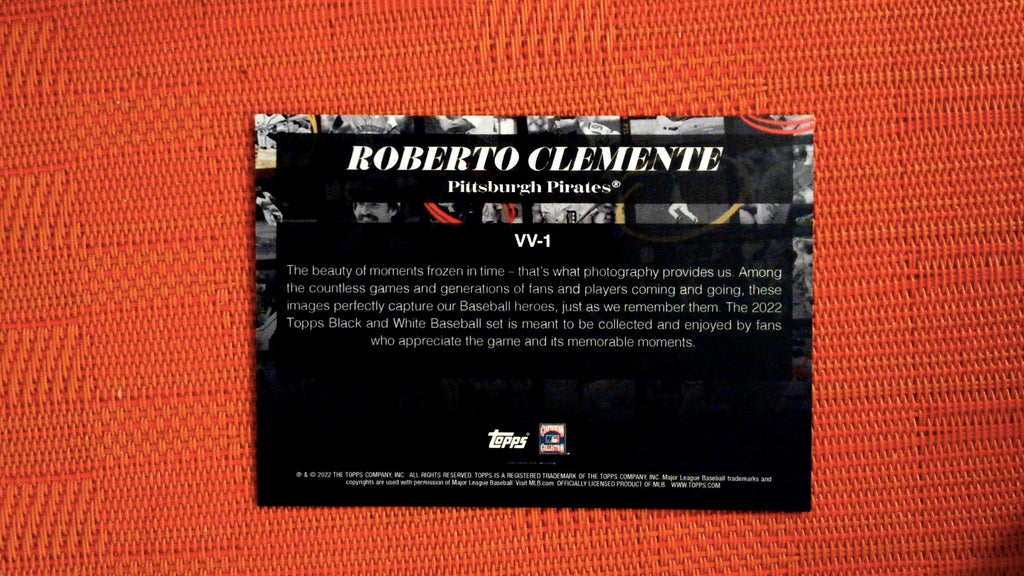 ROBERTO CLEMENTE
Pittsburgh Pirates®
VV-1
The beauty of moments frozen in time – that's what photography provides us. Among
the countless games and generations of fans and players coming and going, these
images perfectly capture our Baseball heroes, just as we remember them. The 2022
Topps Black and White Baseball set is meant to be collected and enjoyed by fans
who appreciate the game and its memorable moments.
Topps
COOPERSTOWN COLLECTION
® & © 2022 THE TOPPS COMPANY, INC. ALL RIGHTS RESERVED. TOPPS IS A REGISTERED TRADEMARK OF THE TOPPS COMPANY, INC. Major League Baseball trademarks and
copyrights are used with permission of Major League Baseball. Visit MLB.com. OFFICIALLY LICENSED PRODUCT OF MLB. WWW.TOPPS.COM